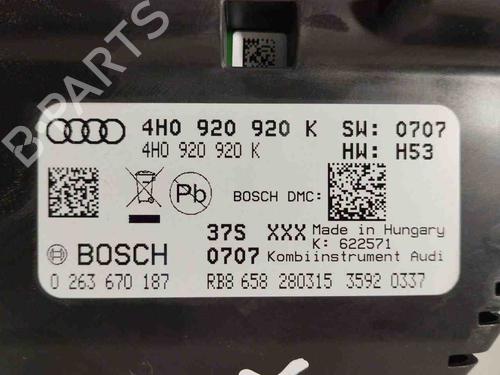 B-PARTS
4H0 920 920 K SW: 0707
4H0 920 920 K HW: H53
Pb
BOSCH DMC:
37S XXX Made in Hungary
K: 622571
BOSCH 0707 Kombiinstrument Audi
0 263 670 187 RB8 658 280315 3592 0337